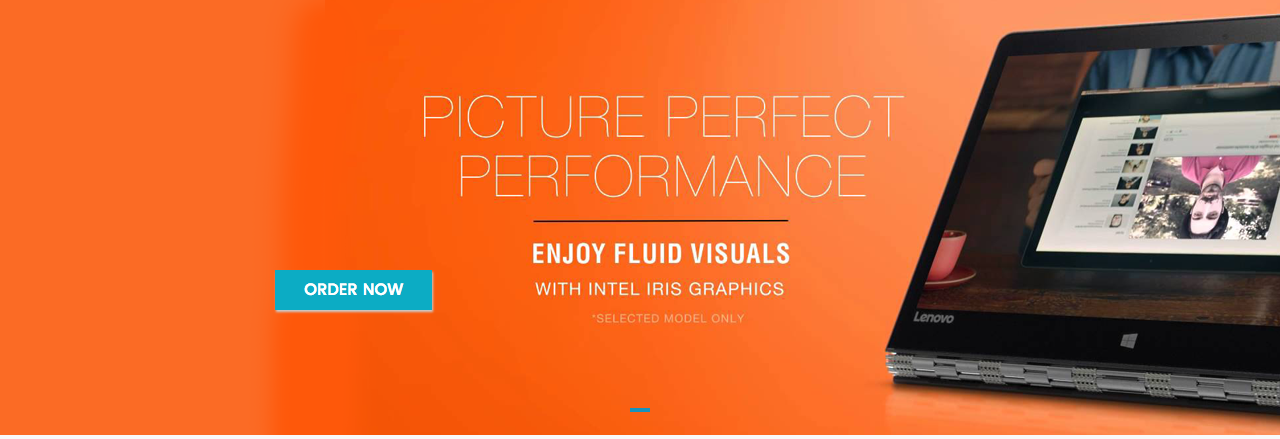 PICTURE PERFECT
PERFORMANCE
ENJOY FLUID VISUALS
ORDER NOW
WITH INTEL IRIS GRAPHICS
*SELECTED MODEL ONLY
Lenovo